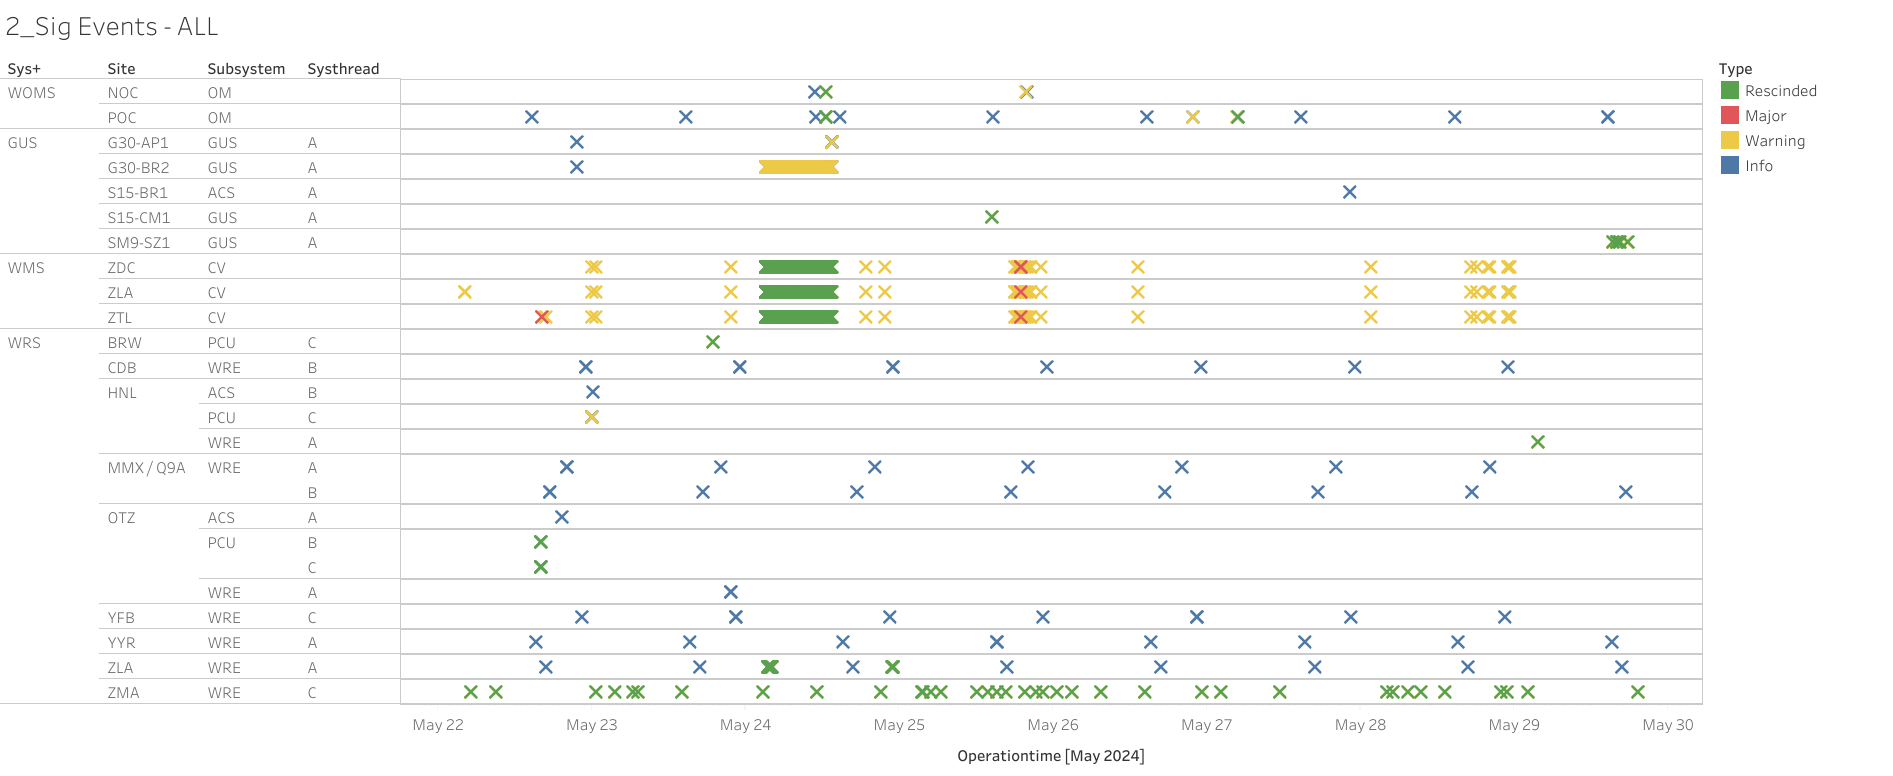 2_Sig Events - ALL
Sys+ Site Subsystem Systhread
Type
WOMS NOC OM
Rescinded
POC OM
Major
GUS G30-AP1 GUS A
Warning
G30-BR2 GUS A
Info
S15-BR1 ACS A
S15-CM1 GUS A
SM9-SZ1 GUS A
WMS ZDC CV
ZLA CV
ZTL CV
WRS BRW PCU C
CDB WRE B
HNL ACS B
PCU C
WRE A
MMX / Q9A WRE A
B
OTZ ACS A
PCU B
C
WRE A
YFB WRE C
YYR WRE A
ZLA WRE A
ZMA WRE C
May 22 May 23 May 24 May 25 May 26 May 27 May 28 May 29 May 30
Operationtime [May 2024]